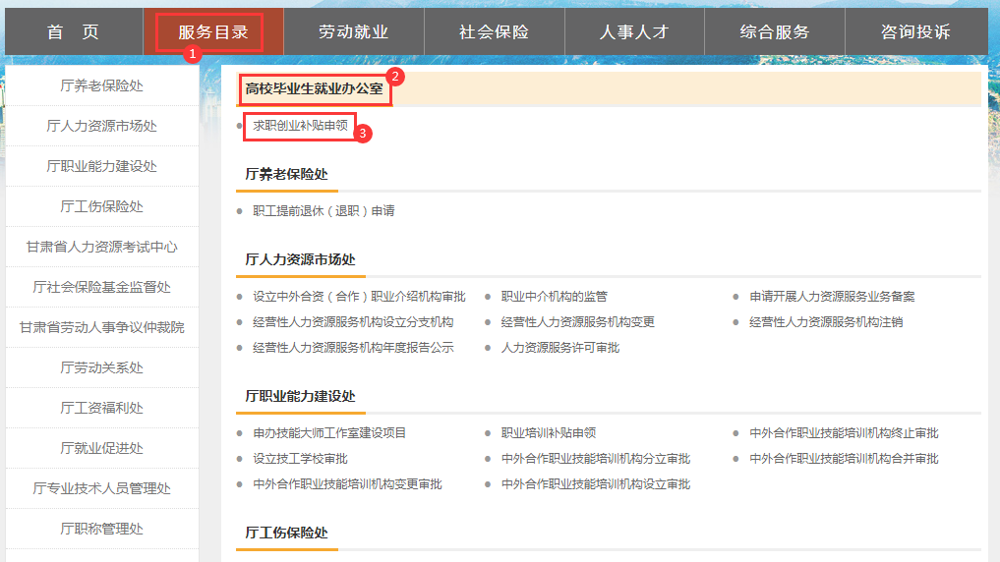 首 页 服务目录 劳动就业 社会保险 人事人才 综合服务 咨询投诉
1
厅养老保险处
厅人力资源市场处
厅职业能力建设处
厅工伤保险处
甘肃省人力资源考试中心
厅社会保险基金监督处
甘肃省劳动人事争议仲裁院
厅劳动关系处
厅工资福利处
厅就业促进处
厅专业技术人员管理处
厅职称管理处
高校毕业生就业办公室 2
求职创业补贴申领 3
厅养老保险处
职工提前退休（退职）申请
厅人力资源市场处
设立中外合资（合作）职业介绍机构审批 职业中介机构的监管 申请开展人力资源服务业务备案
经营性人力资源服务机构设立分支机构 经营性人力资源服务机构变更 经营性人力资源服务机构注销
经营性人力资源服务机构年度报告公示 人力资源服务许可审批
厅职业能力建设处
申办技能大师工作室建设项目 职业培训补贴申领 中外合作职业技能培训机构终止审批
设立技工学校审批 中外合作职业技能培训机构分立审批 中外合作职业技能培训机构合并审批
中外合作职业技能培训机构变更审批 中外合作职业技能培训机构设立审批
厅工伤保险处